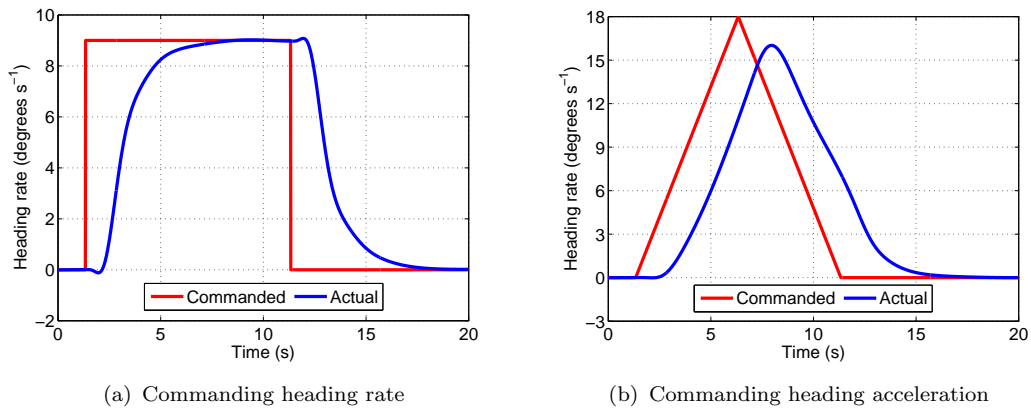 10
8
6
4
2
0
−2
0
5
10
15
20
Heading rate (degrees s⁻¹)
Time (s)
Commanded
Actual
(a) Commanding heading rate
18
15
12
9
6
3
0
−3
0
5
10
15
20
Heading rate (degrees s⁻¹)
Time (s)
Commanded
Actual
(b) Commanding heading acceleration